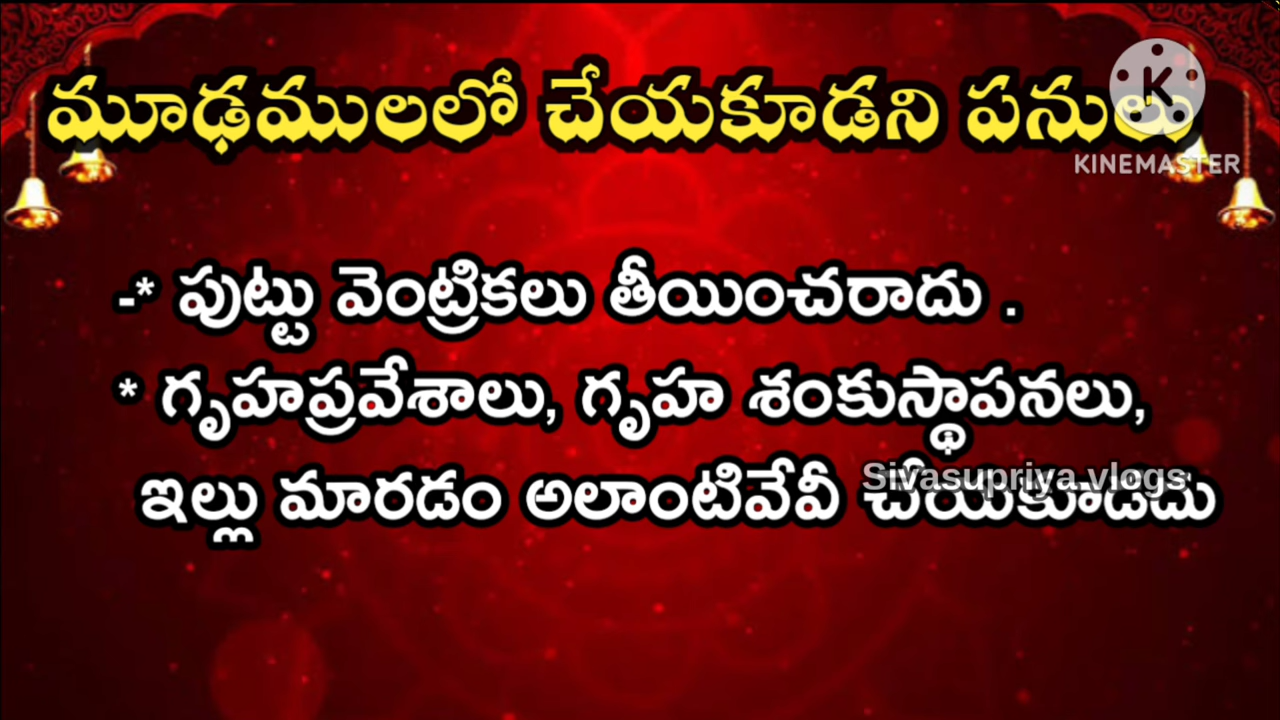 మూఢములలో చేయకూడని పనులు
K
KINEMASTER
-* పుట్టు వెంట్రికలు తీయించరాదు .
* గృహప్రవేశాలు, గృహ శంకుస్థాపనలు,
ఇల్లు మారడం అలాంటివేవీ చేయకూడదు
Sivasupriya vlogs